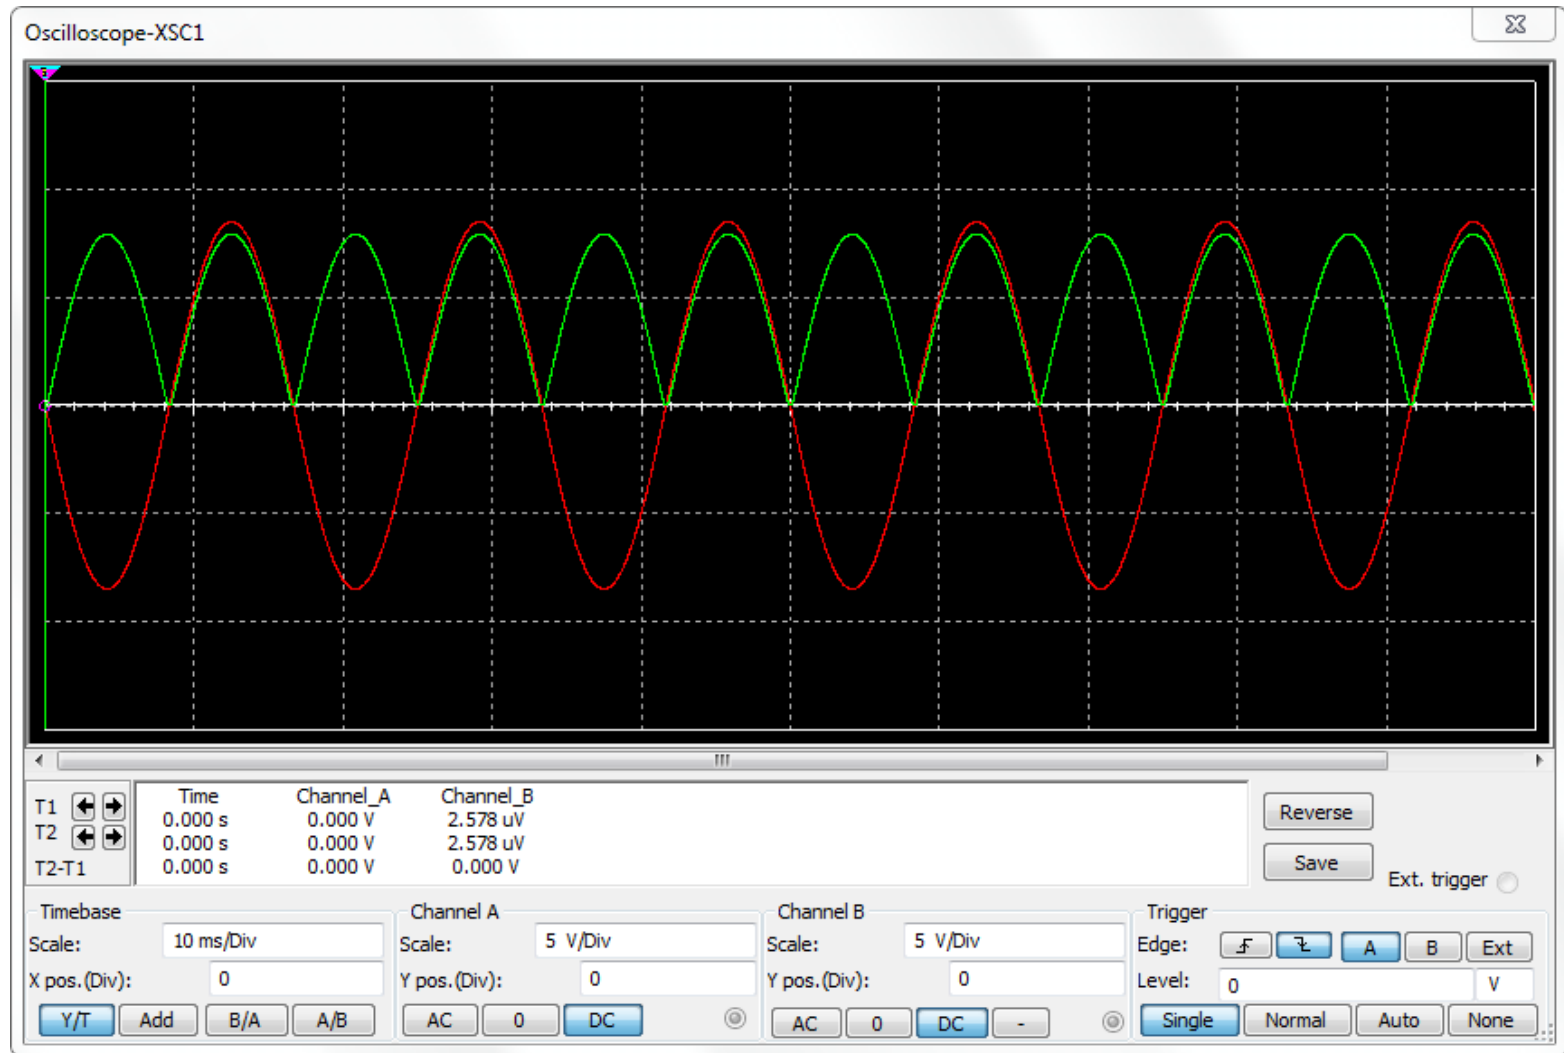 Oscilloscope-XSC1
T1
T2
T2-T1
Time Channel_A Channel_B
0.000 s 0.000 V 2.578 uV
0.000 s 0.000 V 2.578 uV
0.000 s 0.000 V 0.000 V
Reverse
Save
Ext. trigger
Timebase
Scale: 10 ms/Div
X pos.(Div): 0
Y/T Add B/A A/B
Channel A
Scale: 5 V/Div
Y pos.(Div): 0
AC 0 DC
Channel B
Scale: 5 V/Div
Y pos.(Div): 0
AC 0 DC -
Trigger
Edge: A B Ext
Level: 0 V
Single Normal Auto None